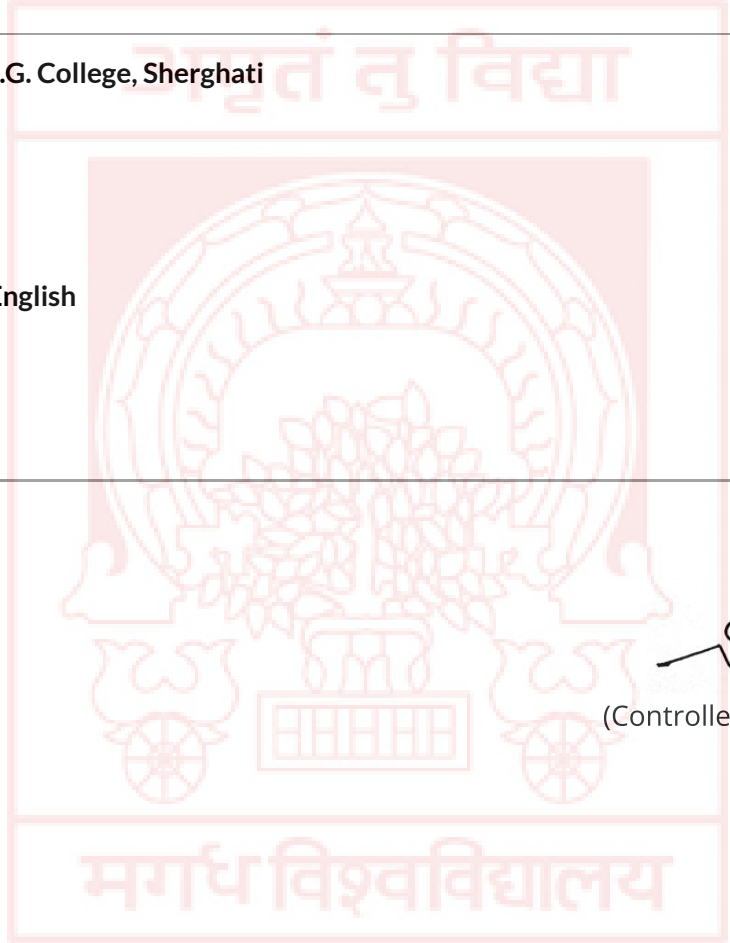 अमृतं तु विद्या
.G. College, Sherghati
English
(Controlle
मगध विश्वविद्यालय